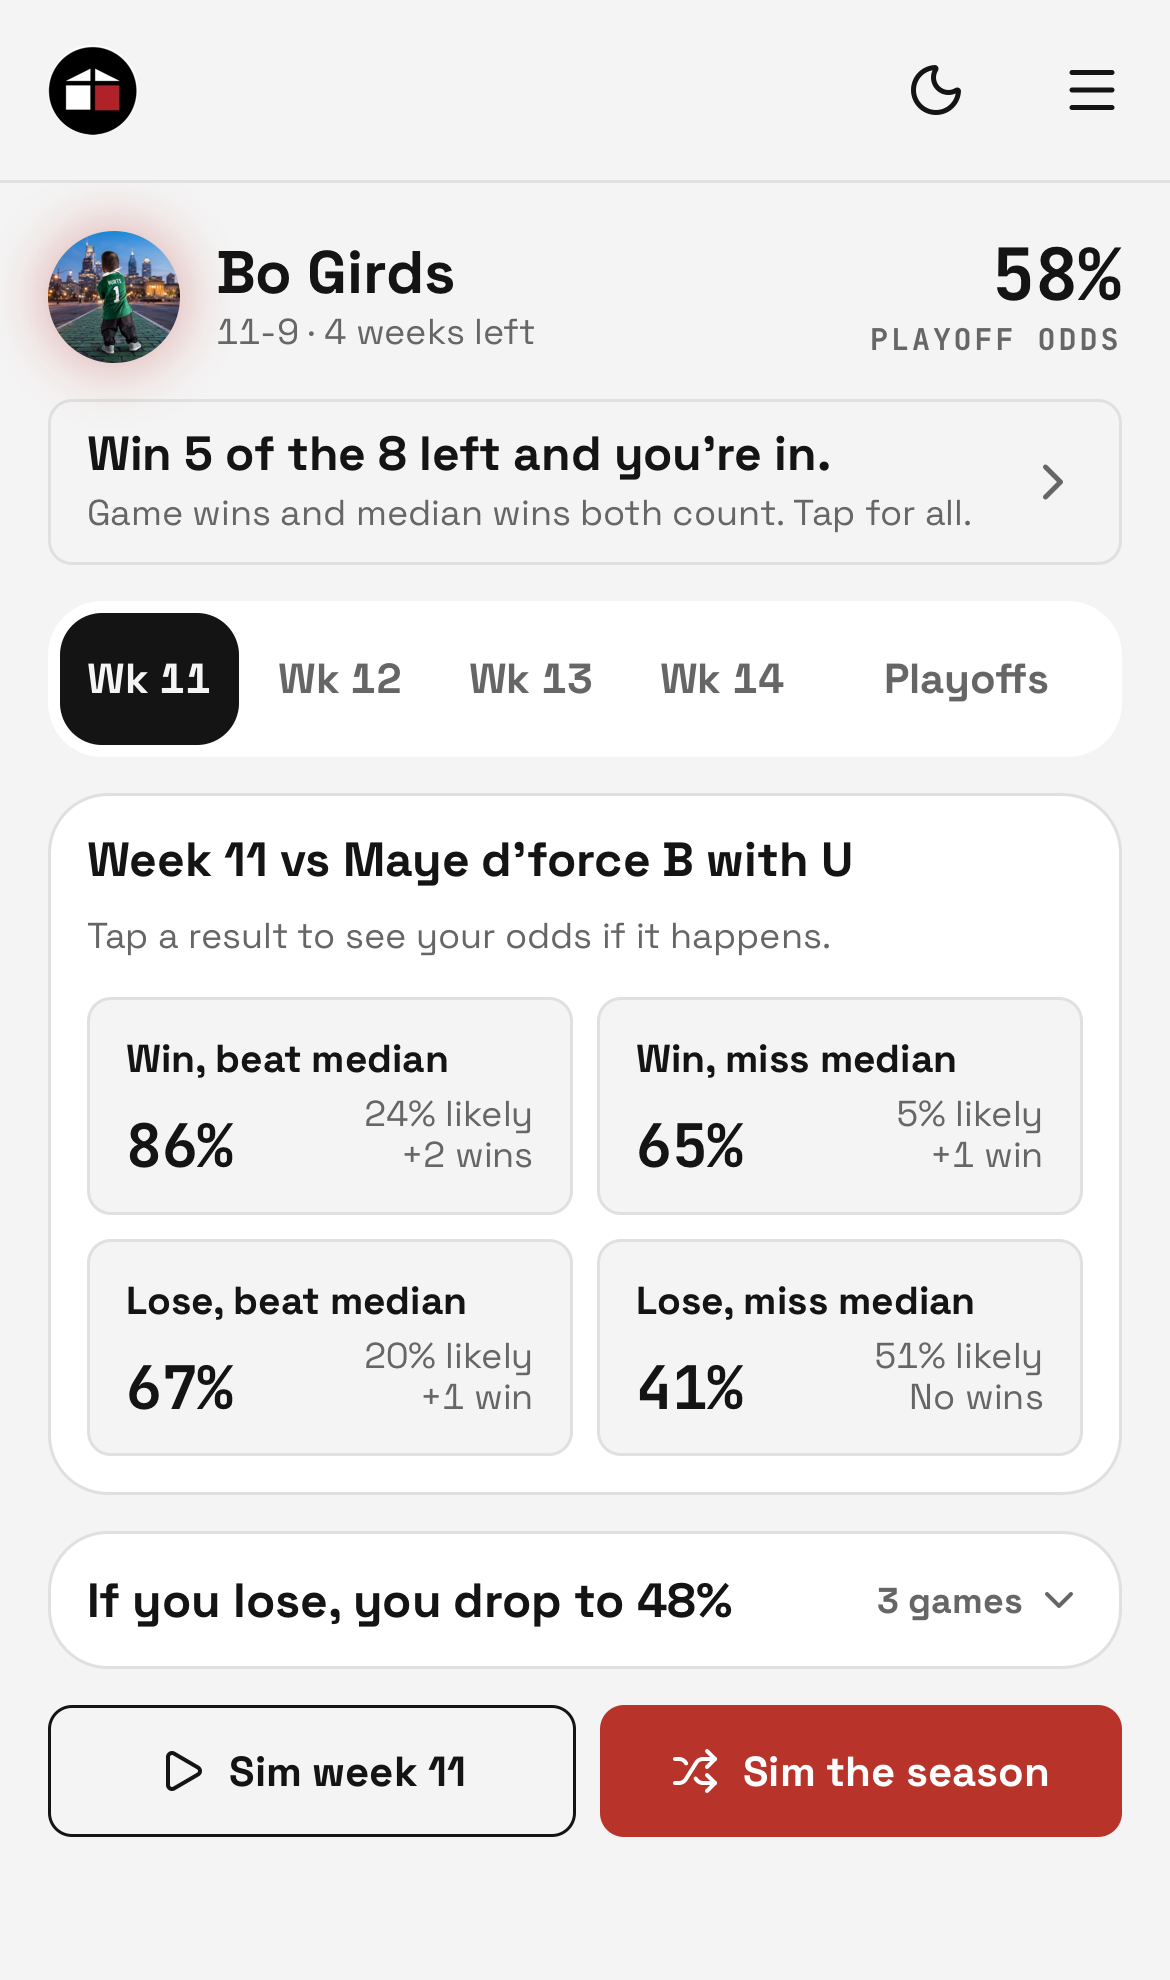 Bo Girds
58%
11-9 · 4 weeks left
PLAYOFF ODDS
Win 5 of the 8 left and you’re in.
Game wins and median wins both count. Tap for all.
Wk 11 Wk 12 Wk 13 Wk 14 Playoffs
Week 11 vs Maye d’force B with U
Tap a result to see your odds if it happens.
Win, beat median
86%
24% likely
+2 wins
Win, miss median
65%
5% likely
+1 win
Lose, beat median
67%
20% likely
+1 win
Lose, miss median
41%
51% likely
No wins
If you lose, you drop to 48%
3 games
Sim week 11
Sim the season